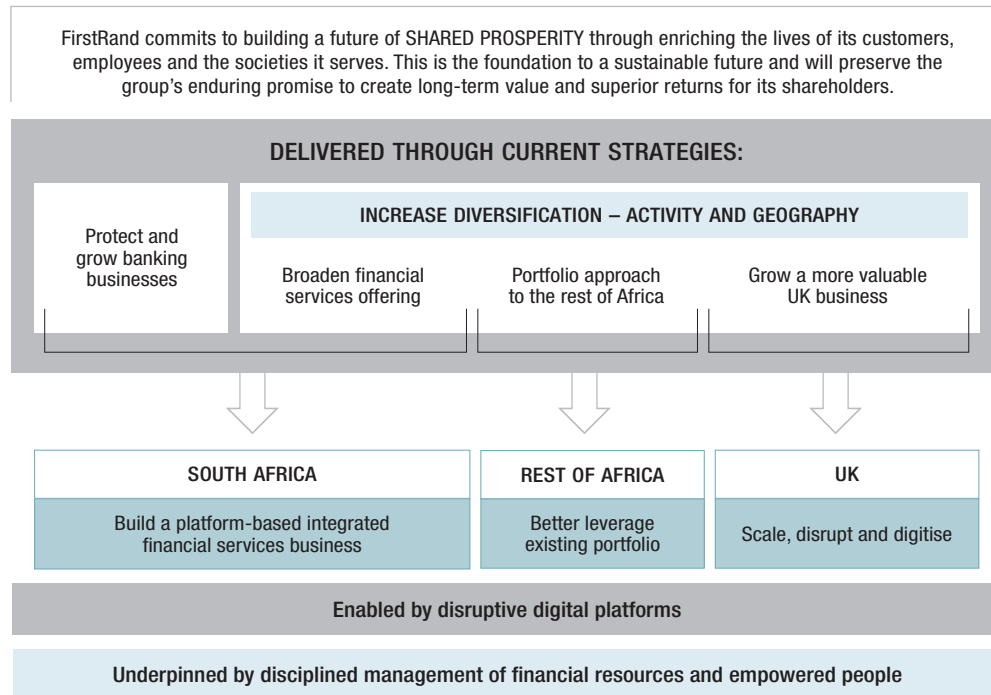 FirstRand commits to building a future of SHARED PROSPERITY through enriching the lives of its customers,
employees and the societies it serves. This is the foundation to a sustainable future and will preserve the
group’s enduring promise to create long-term value and superior returns for its shareholders.
DELIVERED THROUGH CURRENT STRATEGIES:
Protect and
grow banking
businesses
INCREASE DIVERSIFICATION – ACTIVITY AND GEOGRAPHY
Broaden financial
services offering
Portfolio approach
to the rest of Africa
Grow a more valuable
UK business
SOUTH AFRICA
Build a platform-based integrated
financial services business
REST OF AFRICA
Better leverage
existing portfolio
UK
Scale, disrupt and digitise
Enabled by disruptive digital platforms
Underpinned by disciplined management of financial resources and empowered people